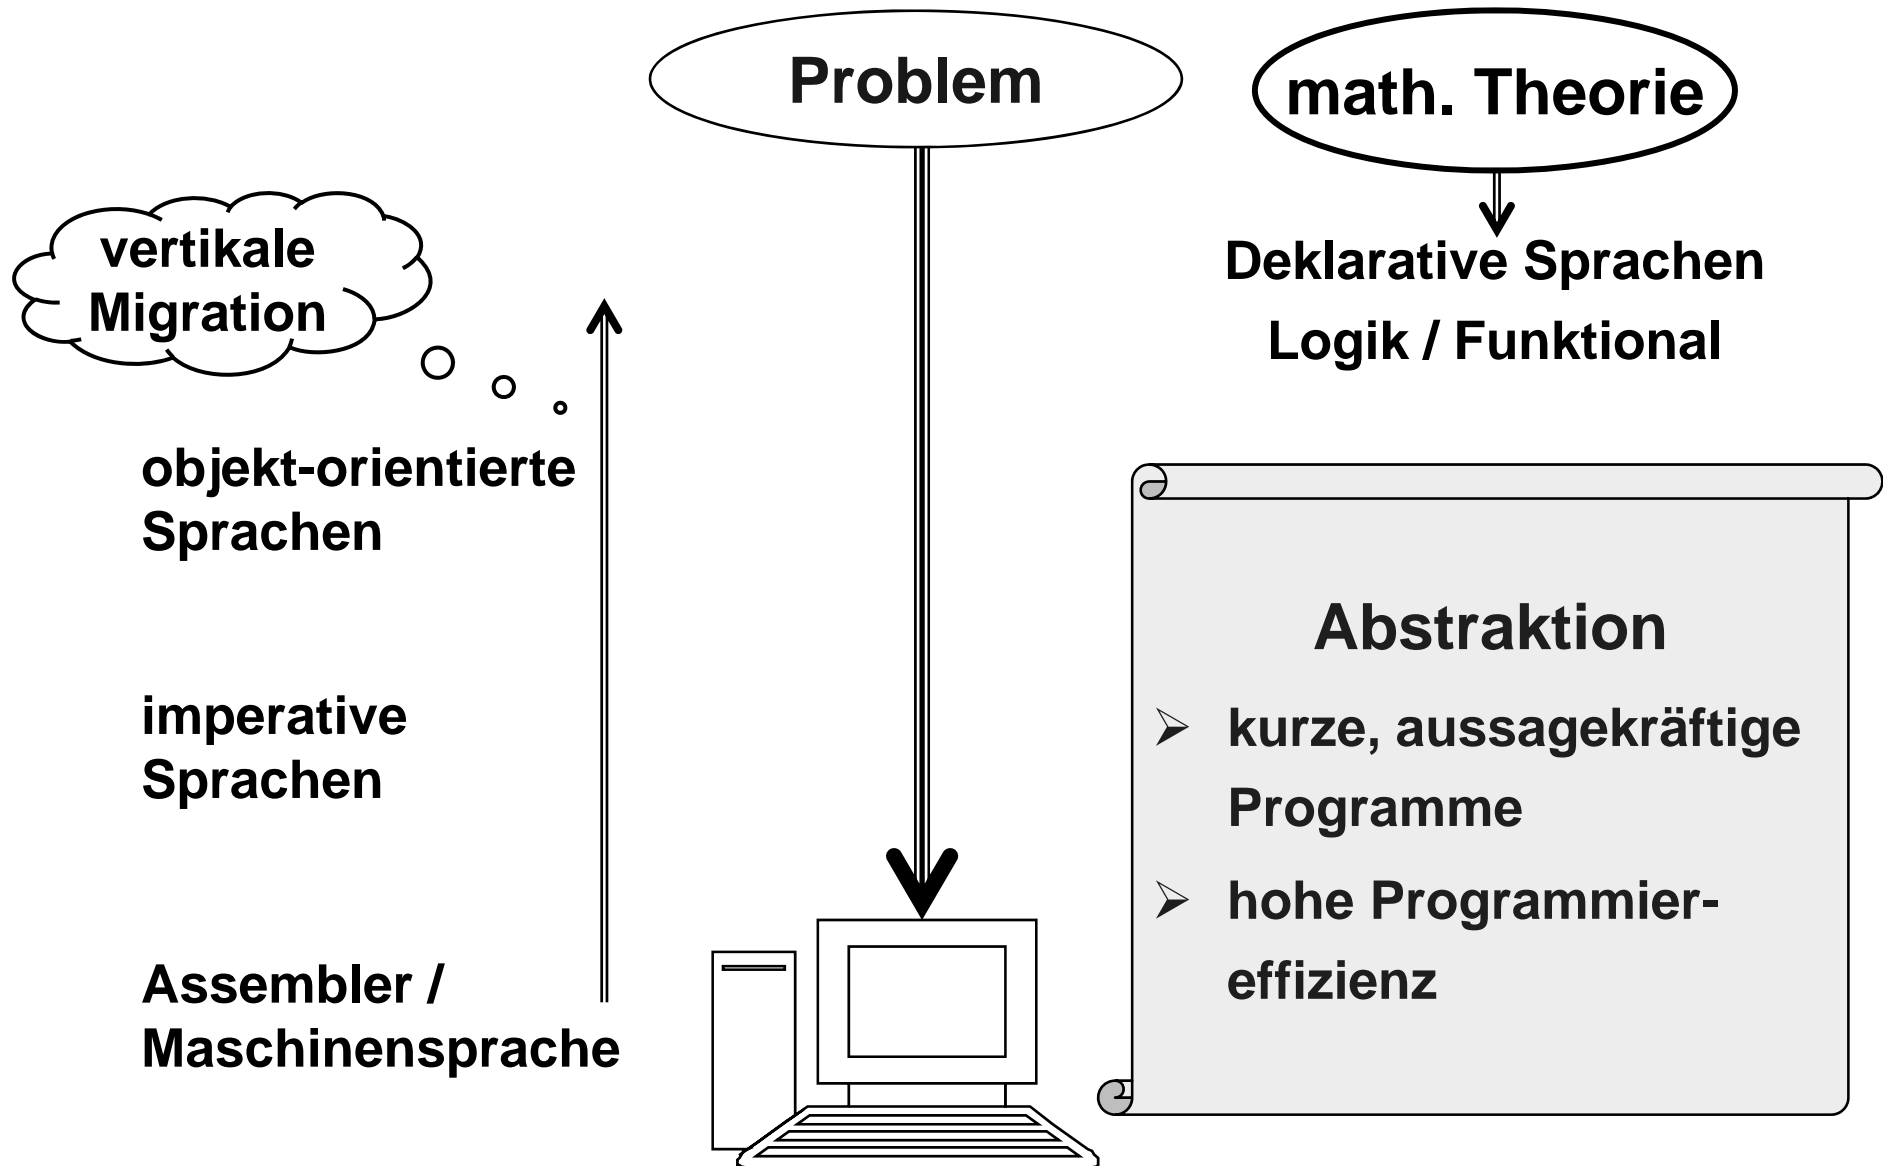 Problem
math. Theorie
vertikale
Migration
Deklarative Sprachen
Logik / Funktional
objekt-orientierte
Sprachen
imperative
Sprachen
Assembler /
Maschinensprache
Abstraktion
➢ kurze, aussagekräftige
Programme
➢ hohe Programmier-
effizienz